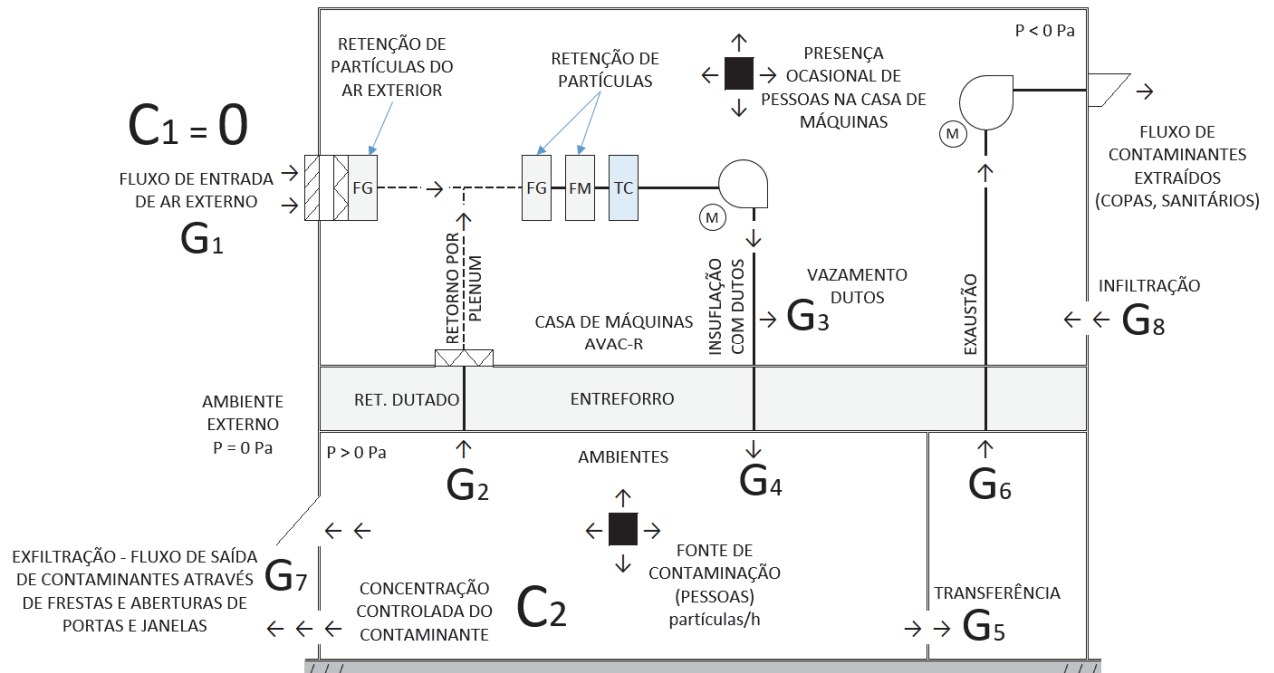 P < 0 Pa
RETENÇÃO DE
PARTÍCULAS DO
AR EXTERIOR
RETENÇÃO DE
PARTÍCULAS
PRESENÇA
OCASIONAL DE
PESSOAS NA CASA DE
MÁQUINAS
C1 = 0
FLUXO DE ENTRADA
DE AR EXTERNO
G1
FG
FG
FM
TC
M
M
FLUXO DE
CONTAMINANTES
EXTRAÍDOS
(COPAS, SANITÁRIOS)
RETORNO POR
PLENUM
CASA DE MÁQUINAS
AVAC-R
INSUFLAÇÃO
COM DUTOS
VAZAMENTO
DUTOS
G3
EXAUSTÃO
INFILTRAÇÃO
G8
AMBIENTE
EXTERNO
P = 0 Pa
RET. DUTADO
ENTREFORRO
P > 0 Pa
G2
AMBIENTES
G4
G6
EXFILTRAÇÃO - FLUXO DE SAÍDA
DE CONTAMINANTES ATRAVÉS
DE FRESTAS E ABERTURAS DE
PORTAS E JANELAS
G7
CONCENTRAÇÃO
CONTROLADA DO
CONTAMINANTE
C2
FONTE DE
CONTAMINAÇÃO
(PESSOAS)
partículas/h
TRANSFERÊNCIA
G5